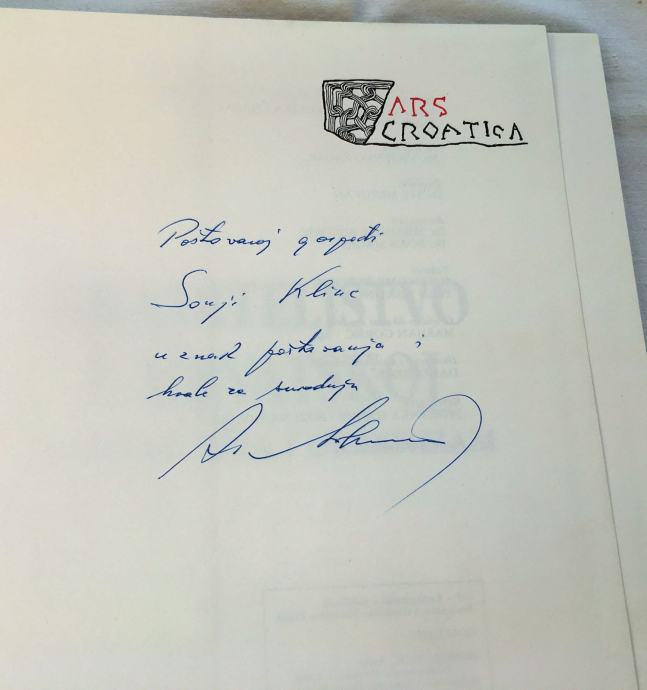 ARS
CROATICA
Poštovanoj gospođi
Sonji Klinc
u znak poštovanja i
hvale za suradnju